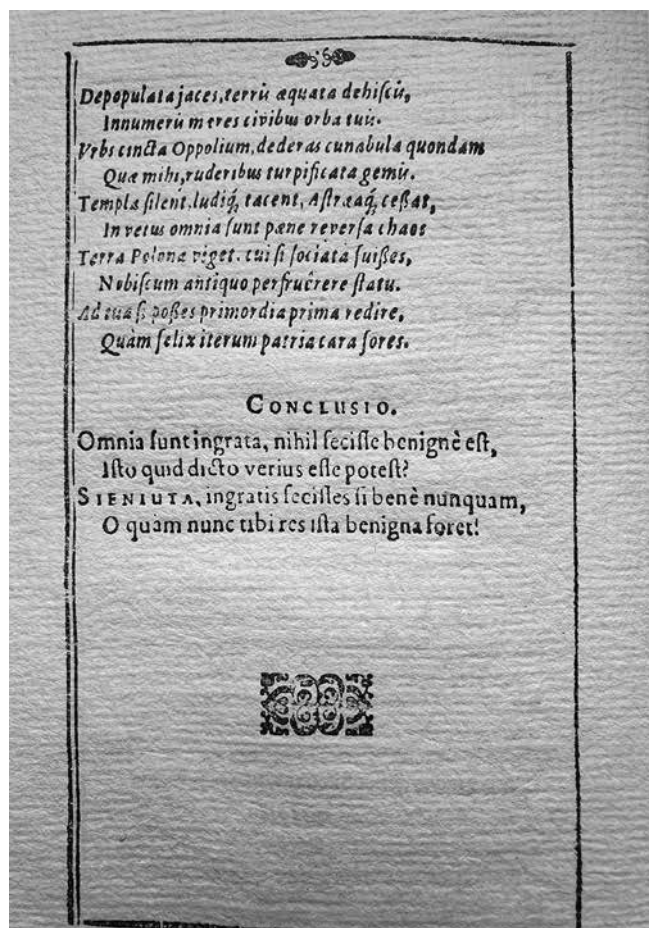 Depopulata jaces, terris æquata dehiscis,
Innumeris mœres civibus orba tuis.
Vrbs cincta Oppolium, dederas cunabula quondam
Quæ mihi, ruderibus turpificata gemis.
Templa silent, ludiq́; tacent, Astræaq́; ceßat,
In vetus omnia sunt pæne reversa chaos
Terra Polona viget. cui si sociata fuißes,
Nobiscum antiquo perfruêrere statu.
Ad tua si poßes primordia prima redire,
Quàm felix iterum patria cara fores.
CONCLUSIO.
Omnia sunt ingrata, nihil fecisse benignè est,
Isto quid dicto verius esse potest?
SIENIUTA, ingratis fecisses si benè nunquam,
O quàm nunc tibi res ista benigna foret!